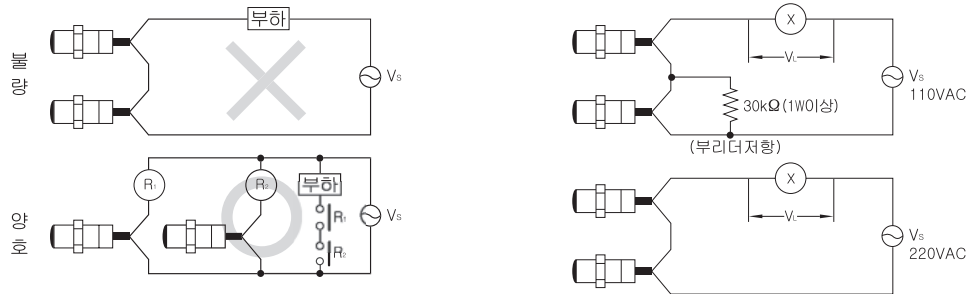 불량
부하
Vs
양호
R₁
R₂
부하
R₁
R₂
Vs
X
VL
Vs
110VAC
30kΩ(1W이상)
(부리더저항)
X
VL
Vs
220VAC